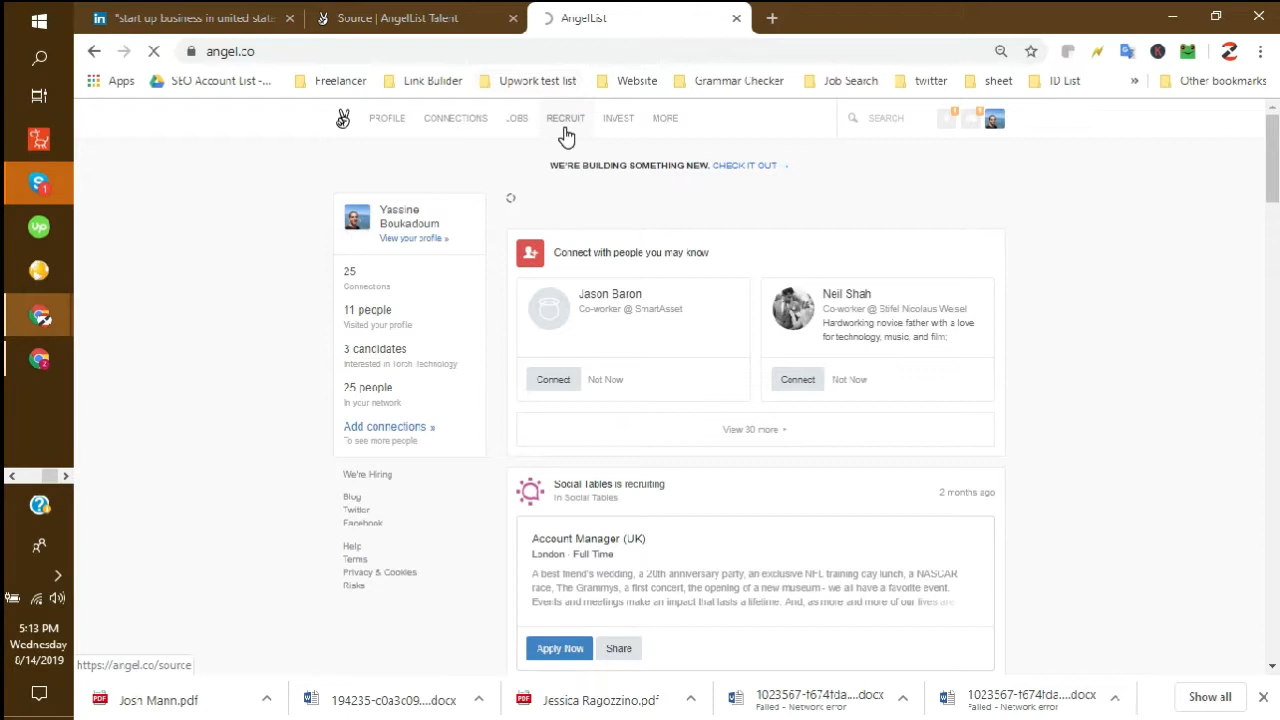 "start up business in united state
Source | AngelList Talent
AngelList
angel.co
Apps
SEO Account List -...
Freelancer
Link Builder
Upwork test list
Website
Grammar Checker
Job Search
twitter
sheet
ID List
»
Other bookmarks
PROFILE
CONNECTIONS
JOBS
RECRUIT
INVEST
MORE
SEARCH
WE'RE BUILDING SOMETHING NEW. CHECK IT OUT →
Yassine
Boukadoum
View your profile »
25
Connections
11 people
Visited your profile
3 candidates
Interested in Torch Technology
25 people
In your network
Add connections »
To see more people
We're Hiring
Blog
Twitter
Facebook
Help
Terms
Privacy & Cookies
Risks
Connect with people you may know
Jason Baron
Co-worker @ SmartAsset
Connect
Not Now
Neil Shah
Co-worker @ Stifel Nicolaus Weisel
Hardworking novice father with a love
for technology, music, and film;
Connect
Not Now
View 30 more
Social Tables is recruiting
in Social Tables
2 months ago
Account Manager (UK)
London · Full Time
A best friend's wedding, a 20th anniversary party, an exclusive NFL training day lunch, a NASCAR
race, The Grammys, a first concert, the opening of a new museum - we all have a favorite event.
Events and meetings make an impact that lasts a lifetime. And, as more and more of our lives are
Apply Now
Share
5:13 PM
Wednesday
8/14/2019
https://angel.co/source
Josh Mann.pdf
194235-c0a3c09....docx
Jessica Ragozzino.pdf
1023567-f674fda....docx
Failed - Network error
1023567-f674fda....docx
Failed - Network error
Show all